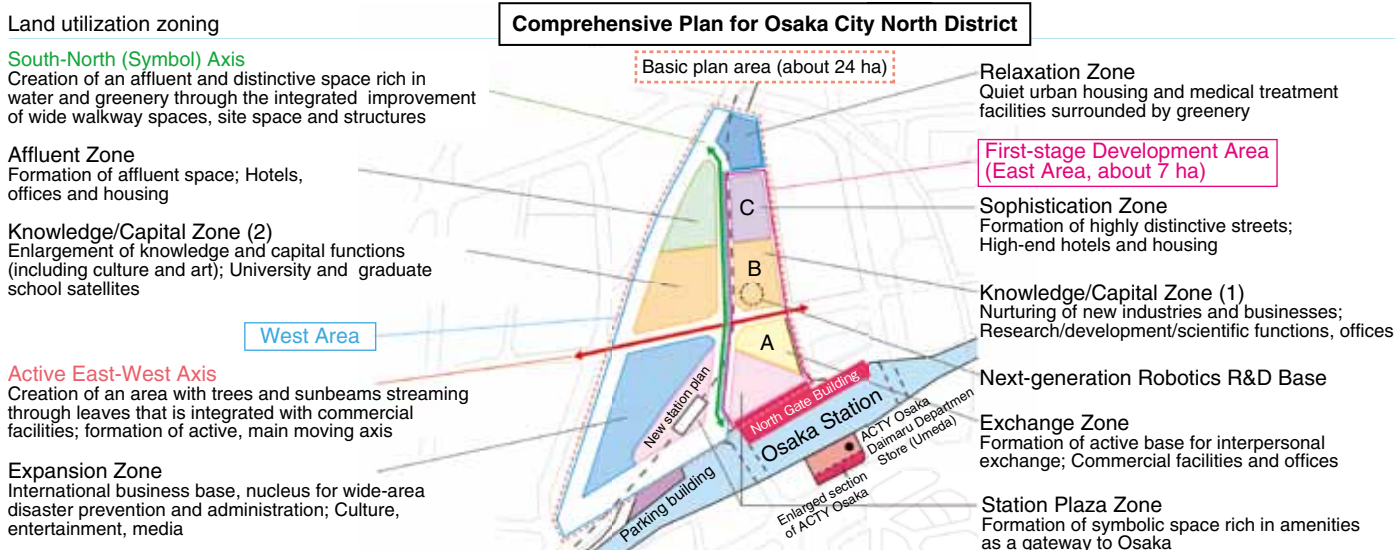 Land utilization zoning
Comprehensive Plan for Osaka City North District
South-North (Symbol) Axis
Creation of an affluent and distinctive space rich in
water and greenery through the integrated improvement
of wide walkway spaces, site space and structures
Affluent Zone
Formation of affluent space; Hotels,
offices and housing
Knowledge/Capital Zone (2)
Enlargement of knowledge and capital functions
(including culture and art); University and graduate
school satellites
West Area
Active East-West Axis
Creation of an area with trees and sunbeams streaming
through leaves that is integrated with commercial
facilities; formation of active, main moving axis
Expansion Zone
International business base, nucleus for wide-area
disaster prevention and administration; Culture,
entertainment, media
Basic plan area (about 24 ha)
C
B
A
New station plan
North Gate Building
Osaka Station
Parking building
ACTY Osaka
Dainaru Departmen
Store (Umeda)
Enlarged section
of ACTY Osaka
Relaxation Zone
Quiet urban housing and medical treatment
facilities surrounded by greenery
First-stage Development Area
(East Area, about 7 ha)
Sophistication Zone
Formation of highly distinctive streets;
High-end hotels and housing
Knowledge/Capital Zone (1)
Nurturing of new industries and businesses;
Research/development/scientific functions, offices
Next-generation Robotics R&D Base
Exchange Zone
Formation of active base for interpersonal
exchange; Commercial facilities and offices
Station Plaza Zone
Formation of symbolic space rich in amenities
as a gateway to Osaka